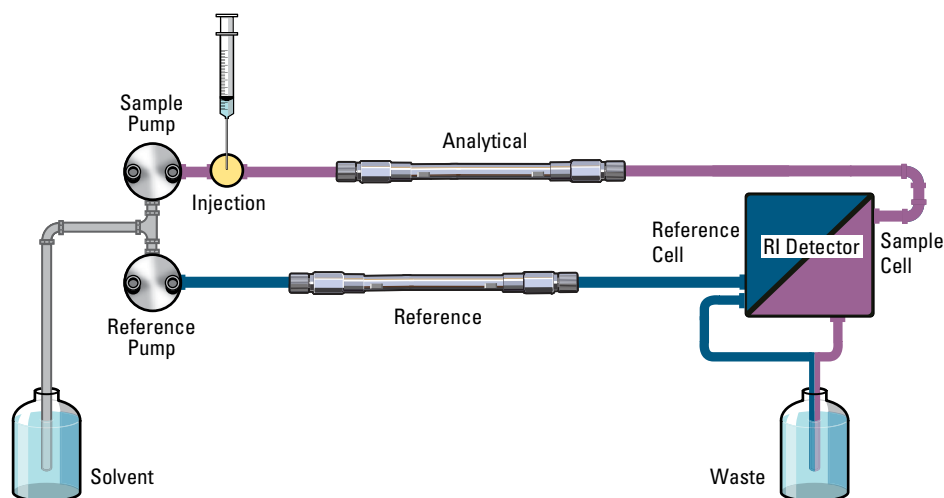 Sample
Pump
Injection
Analytical
Reference
Cell
RI Detector
Sample
Cell
Reference
Pump
Reference
Solvent
Waste